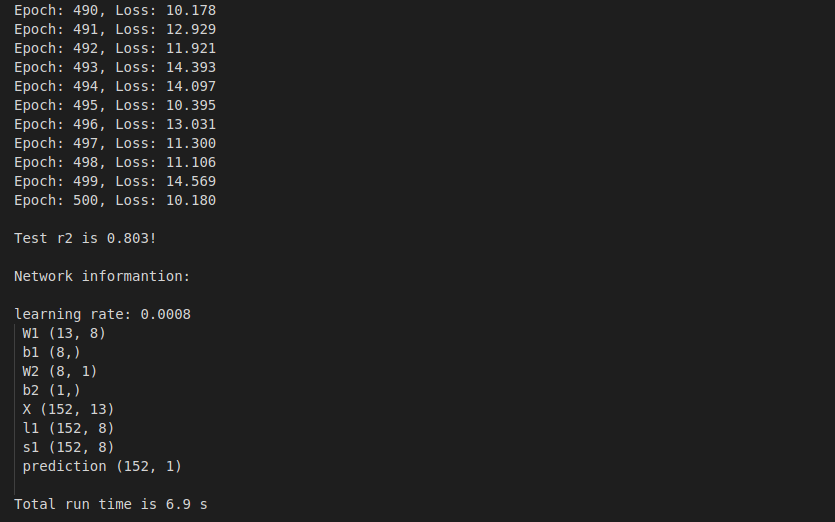 Epoch: 490, Loss: 10.178
Epoch: 491, Loss: 12.929
Epoch: 492, Loss: 11.921
Epoch: 493, Loss: 14.393
Epoch: 494, Loss: 14.097
Epoch: 495, Loss: 10.395
Epoch: 496, Loss: 13.031
Epoch: 497, Loss: 11.300
Epoch: 498, Loss: 11.106
Epoch: 499, Loss: 14.569
Epoch: 500, Loss: 10.180
Test r2 is 0.803!
Network informantion:
learning rate: 0.0008
W1 (13, 8)
b1 (8,)
W2 (8, 1)
b2 (1,)
X (152, 13)
l1 (152, 8)
s1 (152, 8)
prediction (152, 1)
Total run time is 6.9 s